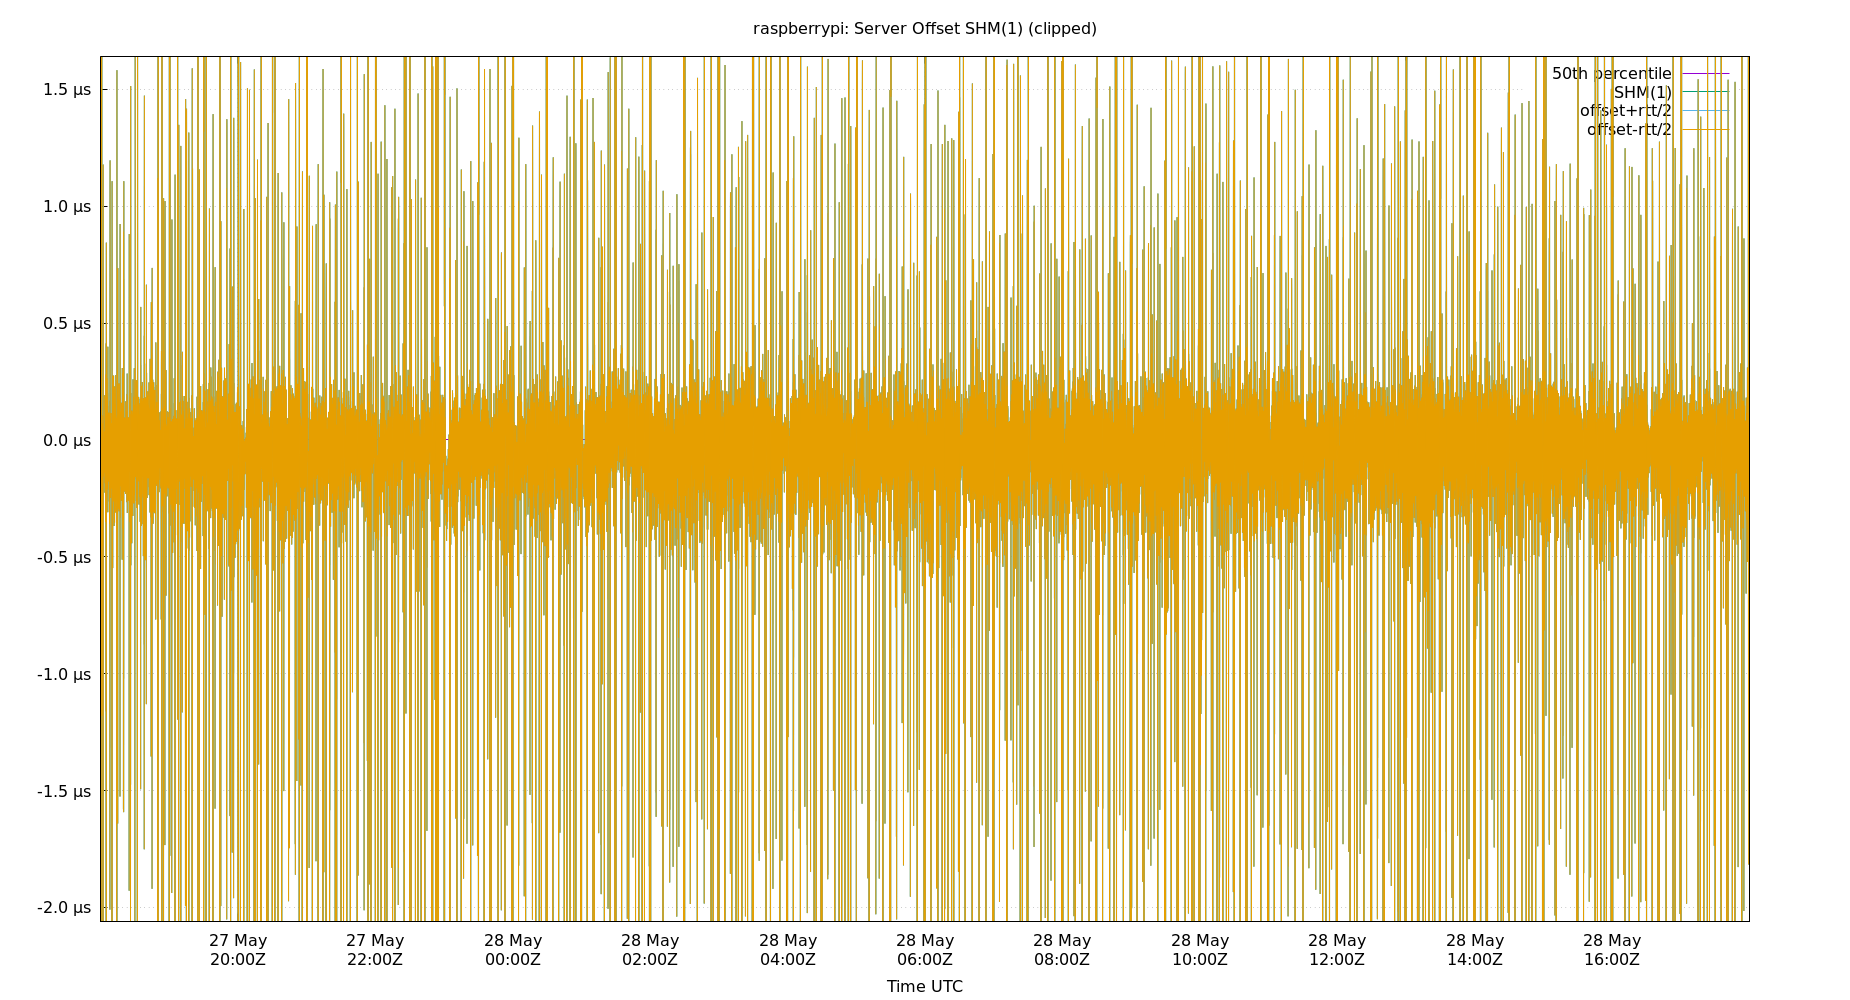 raspberrypi: Server Offset SHM(1) (clipped)
50th percentile
SHM(1)
offset+rtt/2
offset-rtt/2
1.5 µs
1.0 µs
0.5 µs
0.0 µs
-0.5 µs
-1.0 µs
-1.5 µs
-2.0 µs
27 May 27 May 28 May 28 May 28 May 28 May 28 May 28 May 28 May 28 May 28 May
20:00Z 22:00Z 00:00Z 02:00Z 04:00Z 06:00Z 08:00Z 10:00Z 12:00Z 14:00Z 16:00Z
Time UTC